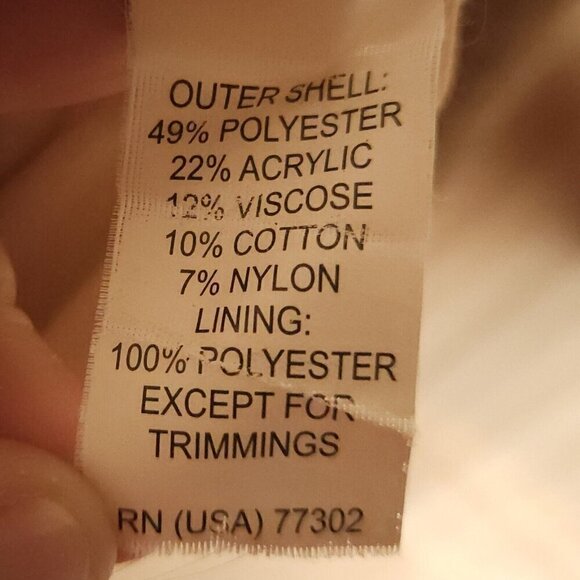 OUTER SHELL:
49% POLYESTER
22% ACRYLIC
12% VISCOSE
10% COTTON
7% NYLON
LINING:
100% POLYESTER
EXCEPT FOR
TRIMMINGS
RN (USA) 77302